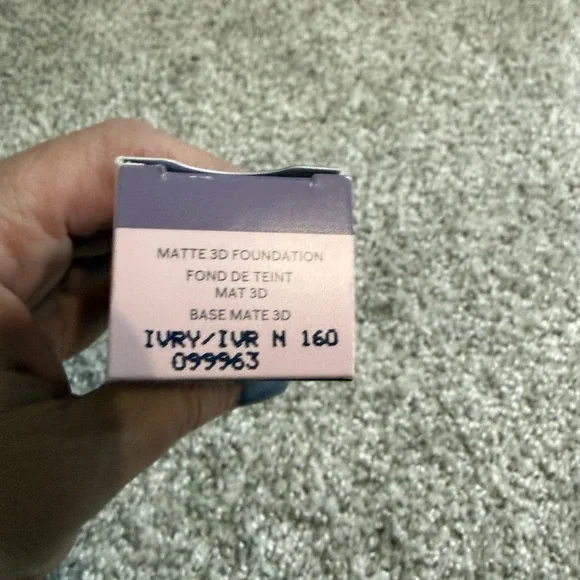 MATTE 3D FOUNDATION
FOND DE TEINT
MAT 3D
BASE MATE 3D
IVRY/IVR N 160
099963